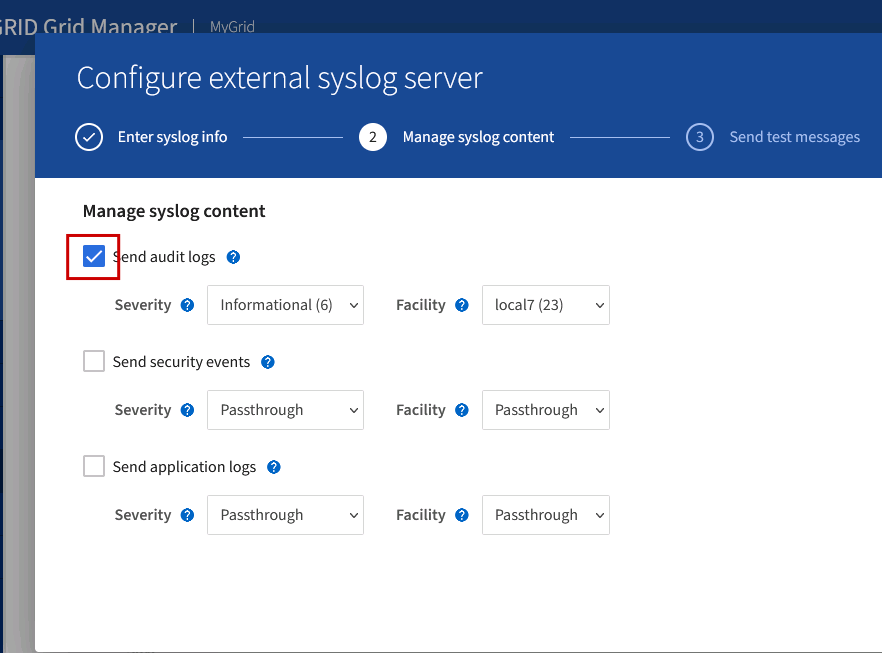 GRID Grid Manager | MyGrid
Configure external syslog server
Enter syslog info 2 Manage syslog content 3 Send test messages
Manage syslog content
Send audit logs ?
Severity ? Informational (6) Facility ? local7 (23)
Send security events ?
Severity ? Passthrough Facility ? Passthrough
Send application logs ?
Severity ? Passthrough Facility ? Passthrough